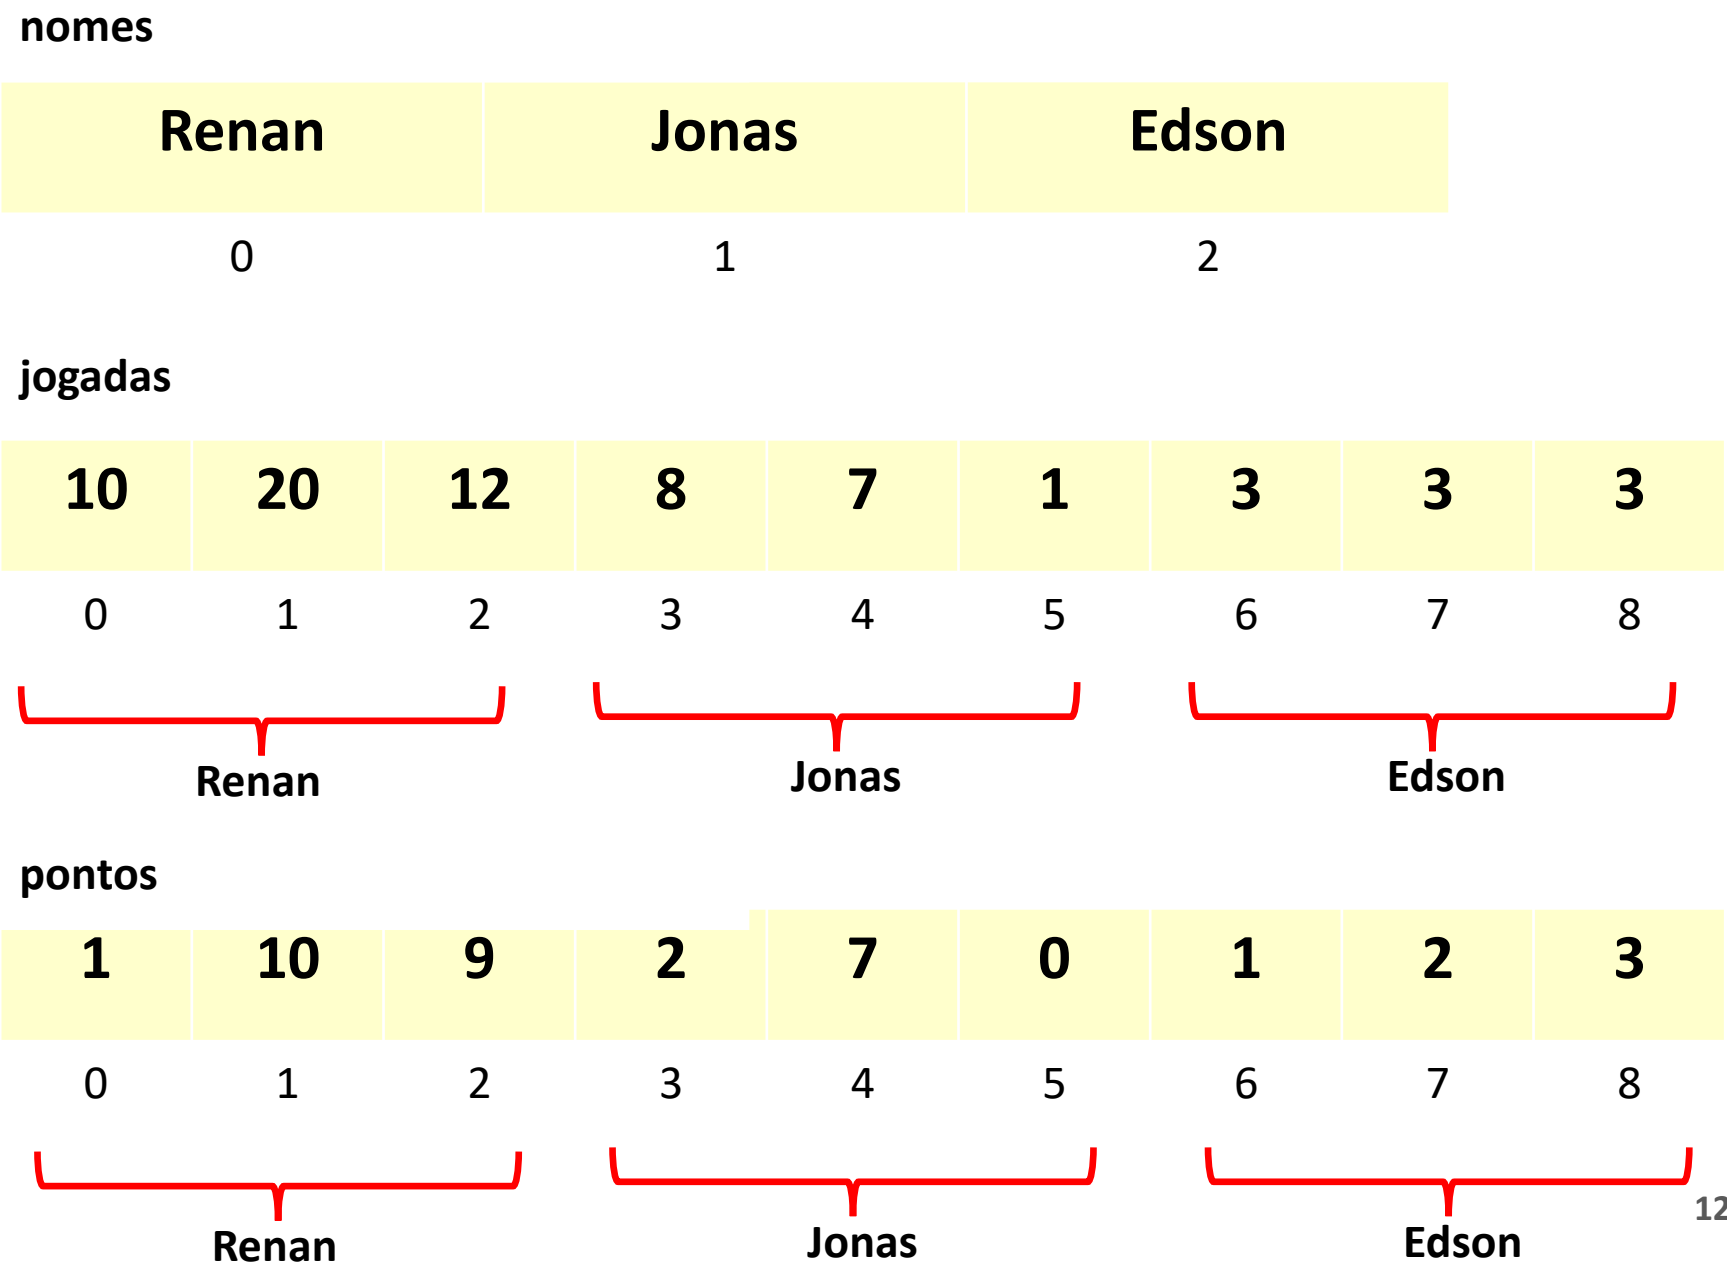 nomes
Renan Jonas Edson
0 1 2
jogadas
10 20 12 8 7 1 3 3 3
0 1 2 3 4 5 6 7 8
Renan Jonas Edson
pontos
1 10 9 2 7 0 1 2 3
0 1 2 3 4 5 6 7 8
12
Renan Jonas Edson